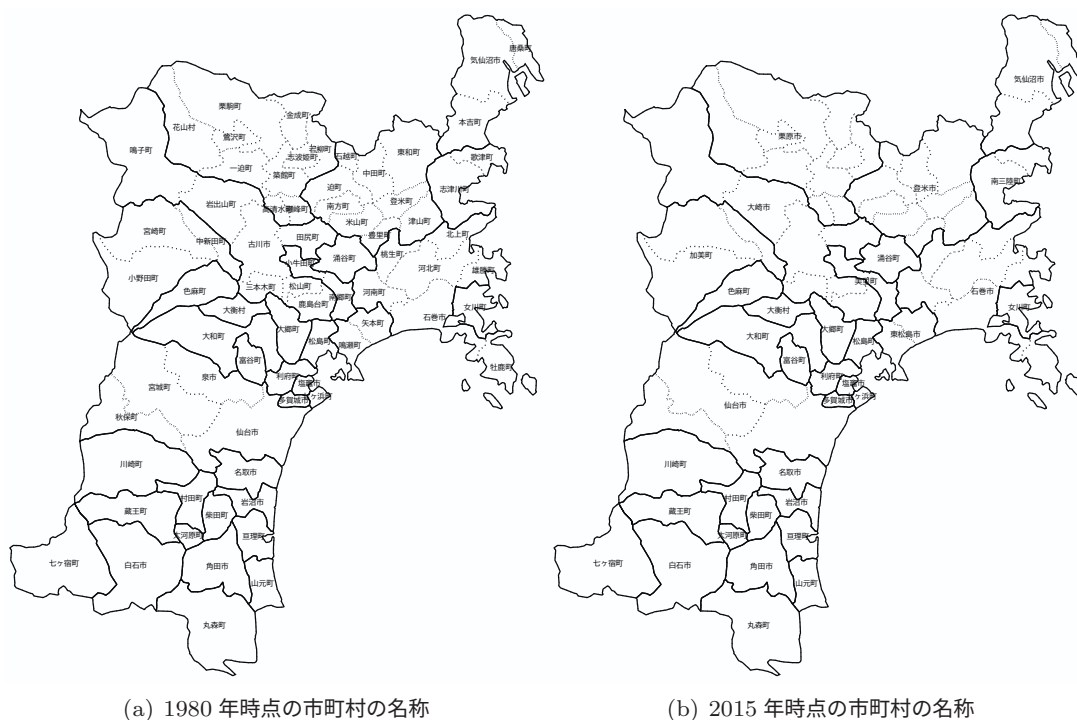 唐桑町
気仙沼市
栗駒町
金成町
本吉町
花山村
鶯沢町
鳴子町
若柳町
志波姫町
石越町
東和町
歌津町
一迫町
築館町
中田町
迫町
志津川町
岩出山町
高清水町
瀬峰町
南方町
登米町
米山町
津山町
宮崎町
中新田町
古川市
田尻町
豊里町
北上町
小牛田町
涌谷町
桃生町
河北町
雄勝町
小野田町
色麻町
三本木町
松山町
鹿島台町
南郷町
河南町
女川町
大衡村
石巻市
矢本町
大和町
大郷町
松島町
鳴瀬町
富谷町
牡鹿町
宮城町
泉市
利府町
塩竈市
多賀城市
七ヶ浜町
秋保町
仙台市
川崎町
名取市
村田町
岩沼市
蔵王町
柴田町
大河原町
亘理町
七ヶ宿町
白石市
角田市
山元町
丸森町
(a) 1980 年時点の市町村の名称
気仙沼市
栗原市
南三陸町
登米市
大崎市
加美町
涌谷町
美里町
色麻町
石巻市
女川町
大衡村
大和町
大郷町
松島町
東松島市
富谷町
利府町
塩竈市
多賀城市
七ヶ浜町
仙台市
川崎町
名取市
村田町
岩沼市
蔵王町
柴田町
大河原町
亘理町
七ヶ宿町
白石市
角田市
山元町
丸森町
(b) 2015 年時点の市町村の名称